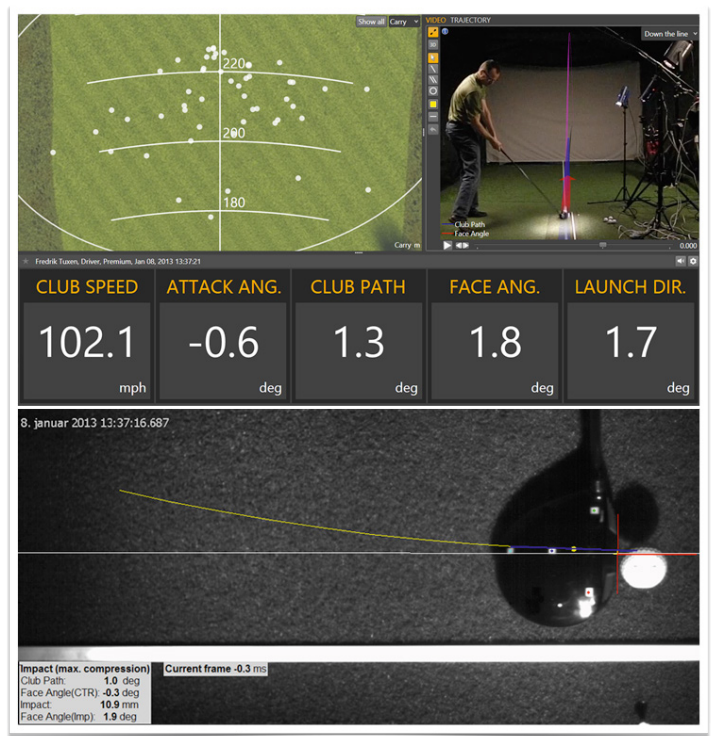 Show all Carry
VIDEO TRAJECTORY
Down the line
220
200
180
Club Path
Face Angle
Carry m
0.000
Fredrik Tuxen, Driver, Premium, Jan 08, 2013 13:37:21
CLUB SPEED ATTACK ANG. CLUB PATH FACE ANG. LAUNCH DIR.
102.1 -0.6 1.3 1.8 1.7
mph deg deg deg deg
8. januar 2013 13:37:16.687
Impact (max. compression) Current frame -0.3 ms
Club Path: 1.0 deg
Face Angle(CTR): -0.3 deg
Impact: 10.9 mm
Face Angle(Imp): 1.9 deg